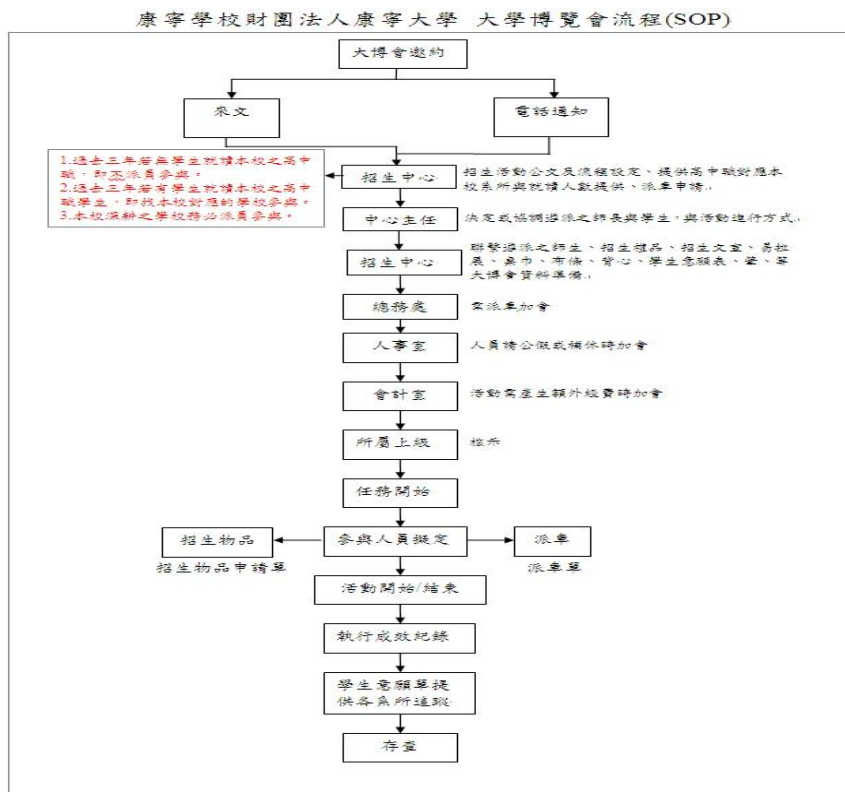 康寧學校財團法人康寧大學 大學博覽會流程(SOP)
大博會邀約
來文
電話通知
1.過去三年若無學生就讀本校之高中
職，即不派員參與。
2.過去三年若有學生就讀本校之高中
職學生，即找本校對應的學校參與。
3.本校深耕之學校務必派員參與。
招生中心
招生活動公文及流程設定、提供高中職對應本
校系所與就讀人數提供、派車申請。
中心主任
決定或協調遴派之師長與學生，與活動進行方式。
招生中心
聯繫遴派之師生、招生禮品、招生文宣、易拉
展、桌巾、布條、背心、學生意願表、筆、等
大博會資料準備。
總務處
需派車加會
人事室
人員請公假或補休時加會
會計室
活動需產生額外經費時加會
所屬上級
核示
任務開始
招生物品
參與人員擬定
派車
招生物品申請單
派車單
活動開始/結束
執行成效紀錄
學生意願單提
供各系所追蹤
存查